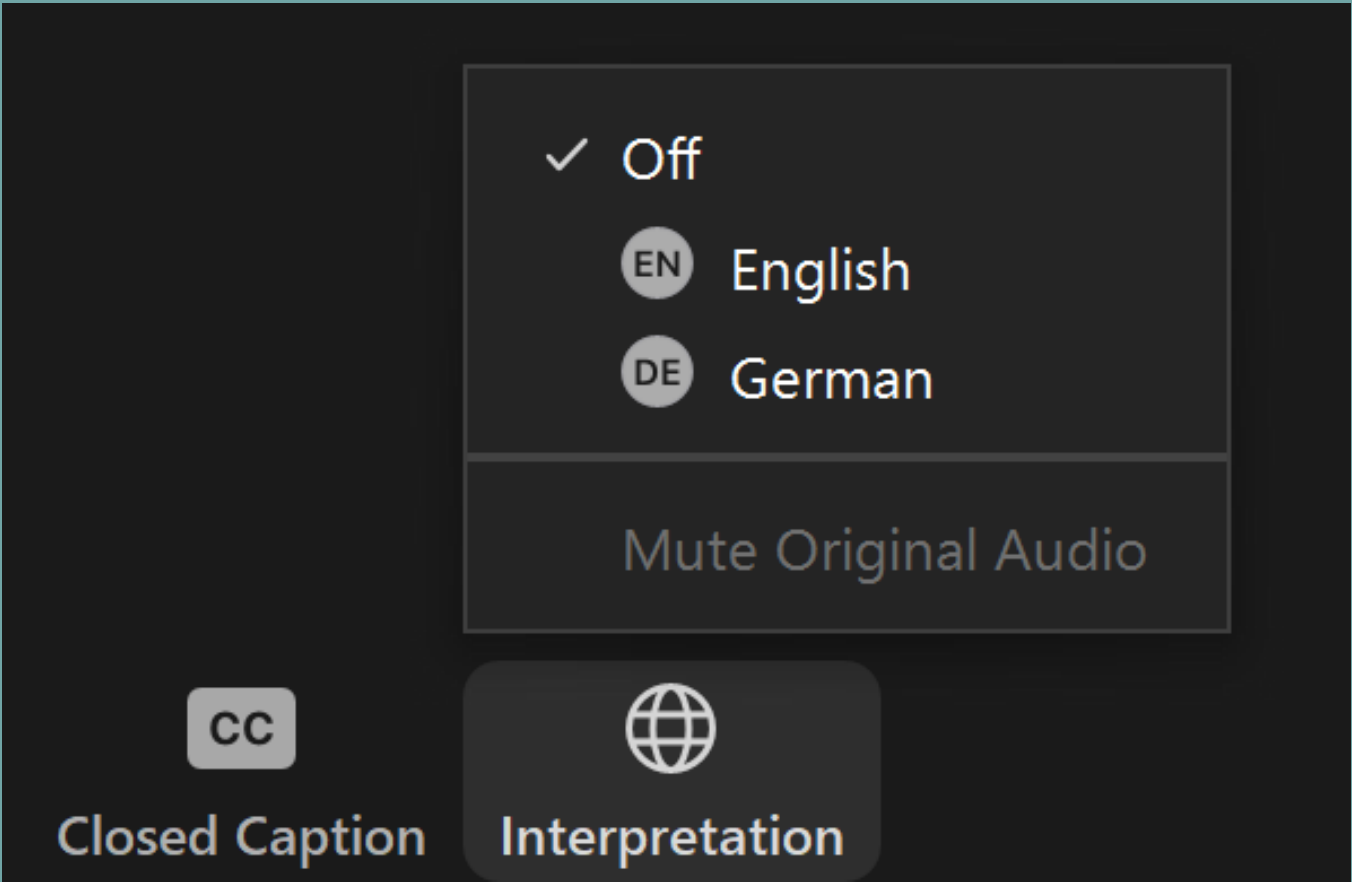 Off
EN English
DE German
Mute Original Audio
CC
Closed Caption
Interpretation